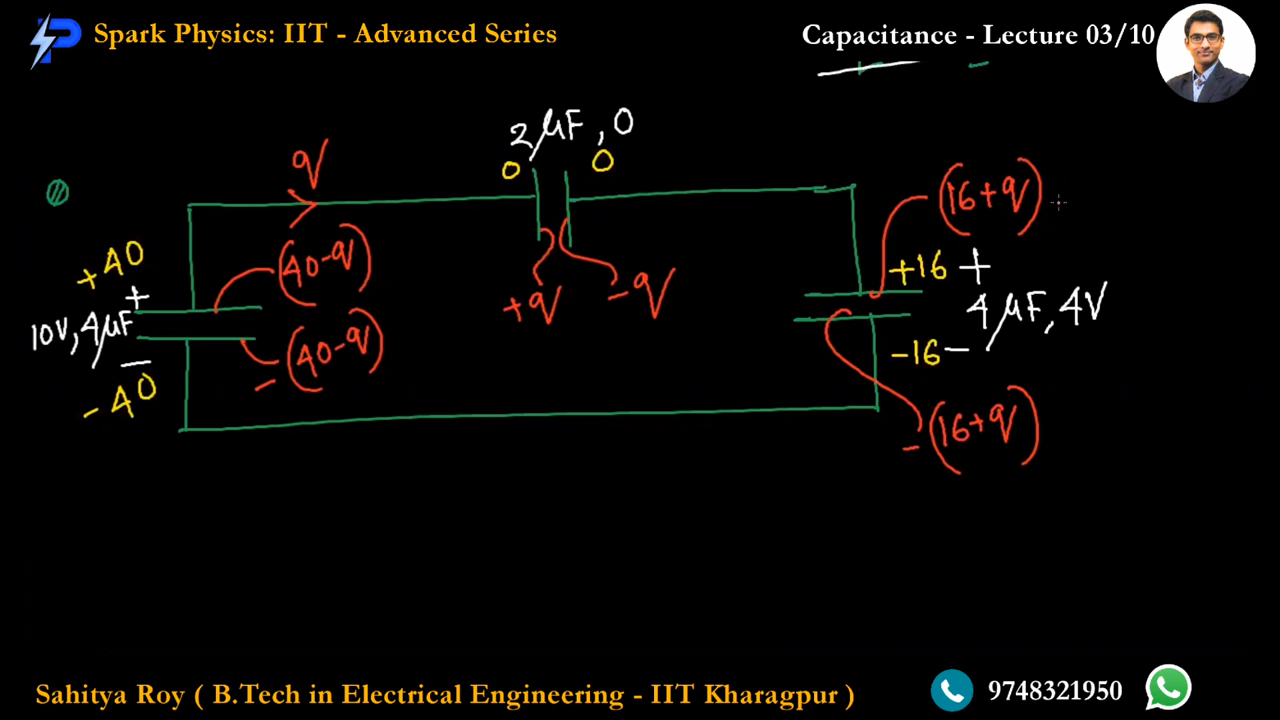 Spark Physics: IIT - Advanced Series
Capacitance - Lecture 03/10
2μF, 0
0 0
q
(16+q)
+40
(40-q)
+16 +
+
10V, 4μF
+q -q
4μF, 4V
-(40-q)
-16 -
-
-40
-(16+q)
Sahitya Roy ( B.Tech in Electrical Engineering - IIT Kharagpur )
9748321950